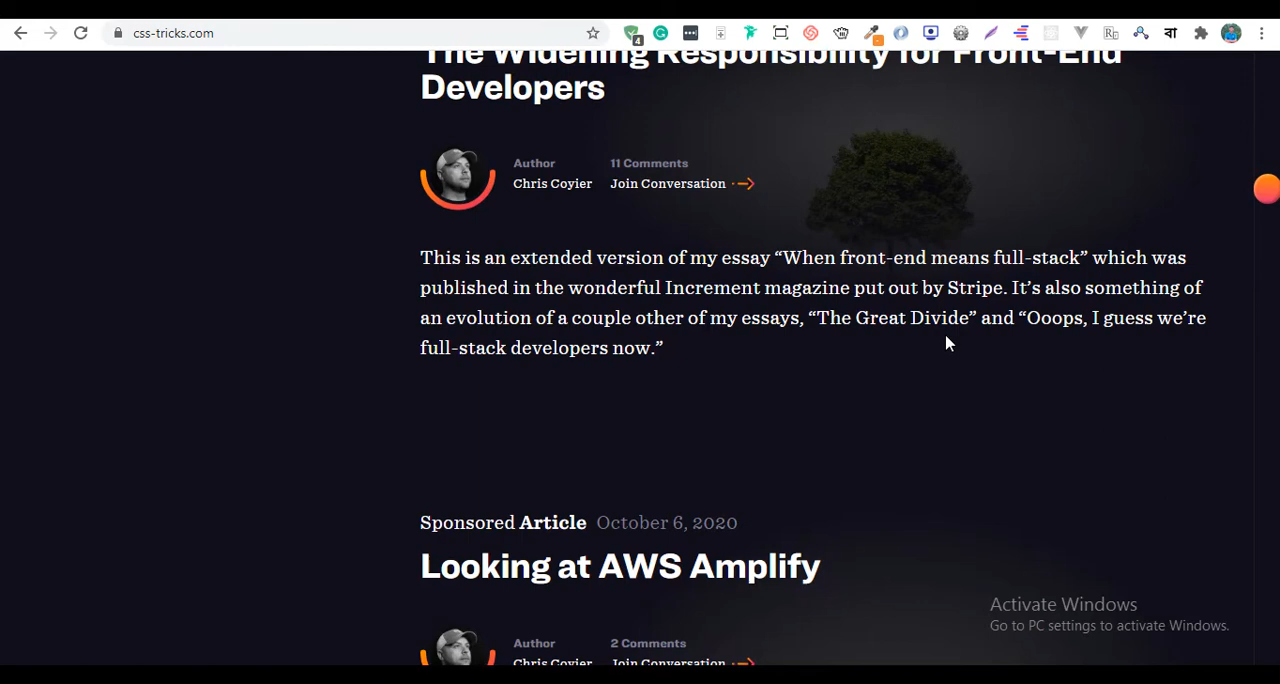 css-tricks.com
4
বা
The Widening Responsibility for Front-End
Developers
Author
11 Comments
Chris Coyier
Join Conversation
This is an extended version of my essay “When front-end means full-stack” which was
published in the wonderful Increment magazine put out by Stripe. It’s also something of
an evolution of a couple other of my essays, “The Great Divide” and “Ooops, I guess we’re
full-stack developers now.”
Sponsored Article October 6, 2020
Looking at AWS Amplify
Author
2 Comments
Chris Coyier
Join Conversation
Activate Windows
Go to PC settings to activate Windows.